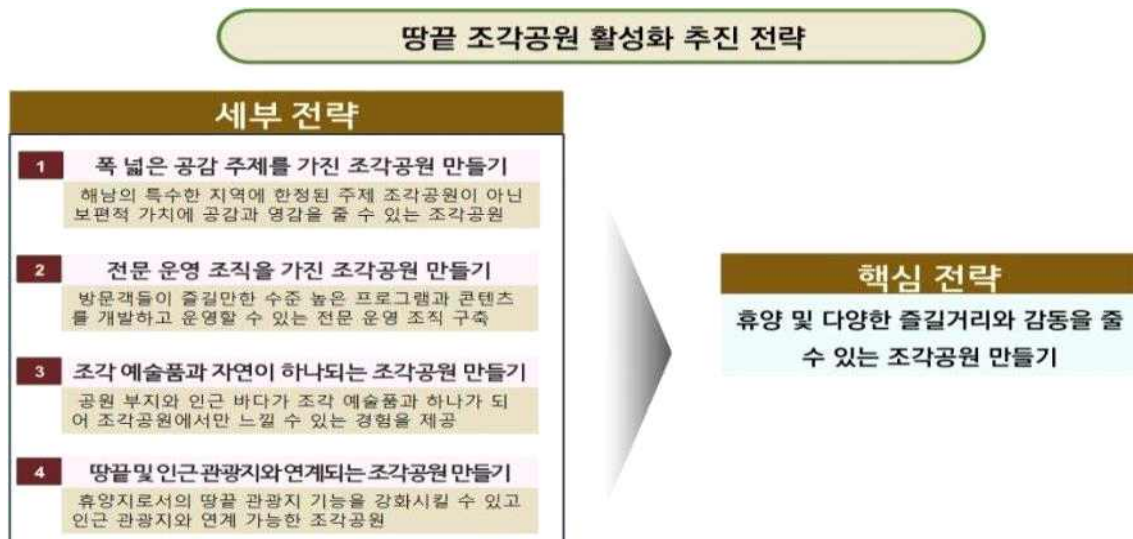 땅끝 조각공원 활성화 추진 전략
세부 전략
1 폭 넓은 공감 주제를 가진 조각공원 만들기
해남의 특수한 지역에 한정된 주제 조각공원이 아닌
보편적 가치에 공감과 영감을 줄 수 있는 조각공원
2 전문 운영 조직을 가진 조각공원 만들기
방문객들이 즐길만한 수준 높은 프로그램과 콘텐츠
를 개발하고 운영할 수 있는 전문 운영 조직 구축
3 조각 예술품과 자연이 하나되는 조각공원 만들기
공원 부지와 인근 바다가 조각 예술품과 하나가 되
어 조각공원에서만 느낄 수 있는 경험을 제공
4 땅끝 및 인근 관광지와 연계되는 조각공원 만들기
휴양지로서의 땅끝 관광지 기능을 강화시킬 수 있고
인근 관광지와 연계 가능한 조각공원
핵심 전략
휴양 및 다양한 즐길거리와 감동을 줄
수 있는 조각공원 만들기